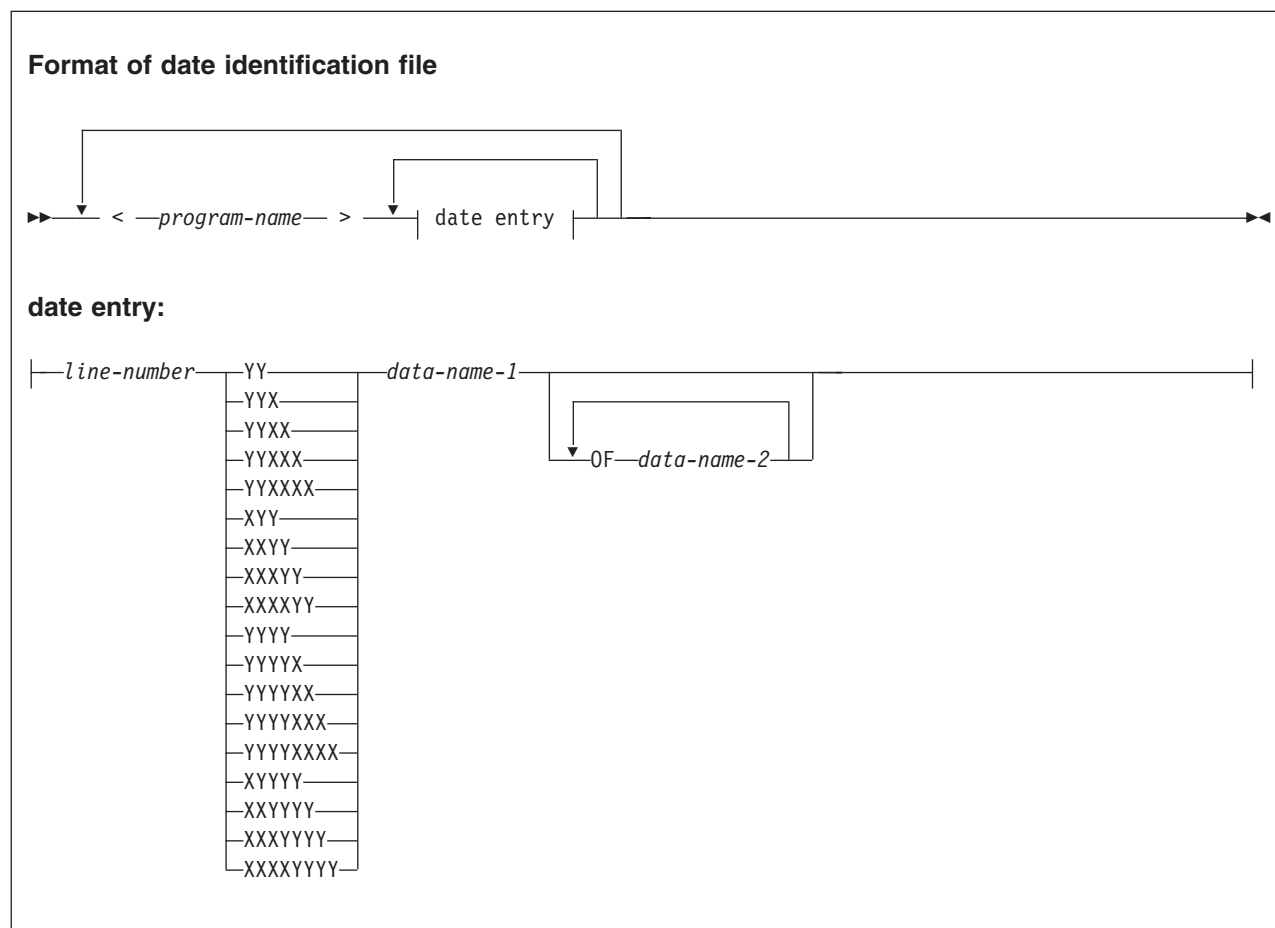 Format of date identification file
< program-name > date entry
date entry:
line-number YY data-name-1
YYX
YYXX
YYXXX OF data-name-2
YYXXXX
XYY
XXYY
XXXYY
XXXXYY
YYYY
YYYYX
YYYYXX
YYYYXXX
YYYYXXXX
XYYYY
XXYYYY
XXXYYYY
XXXXYYYY